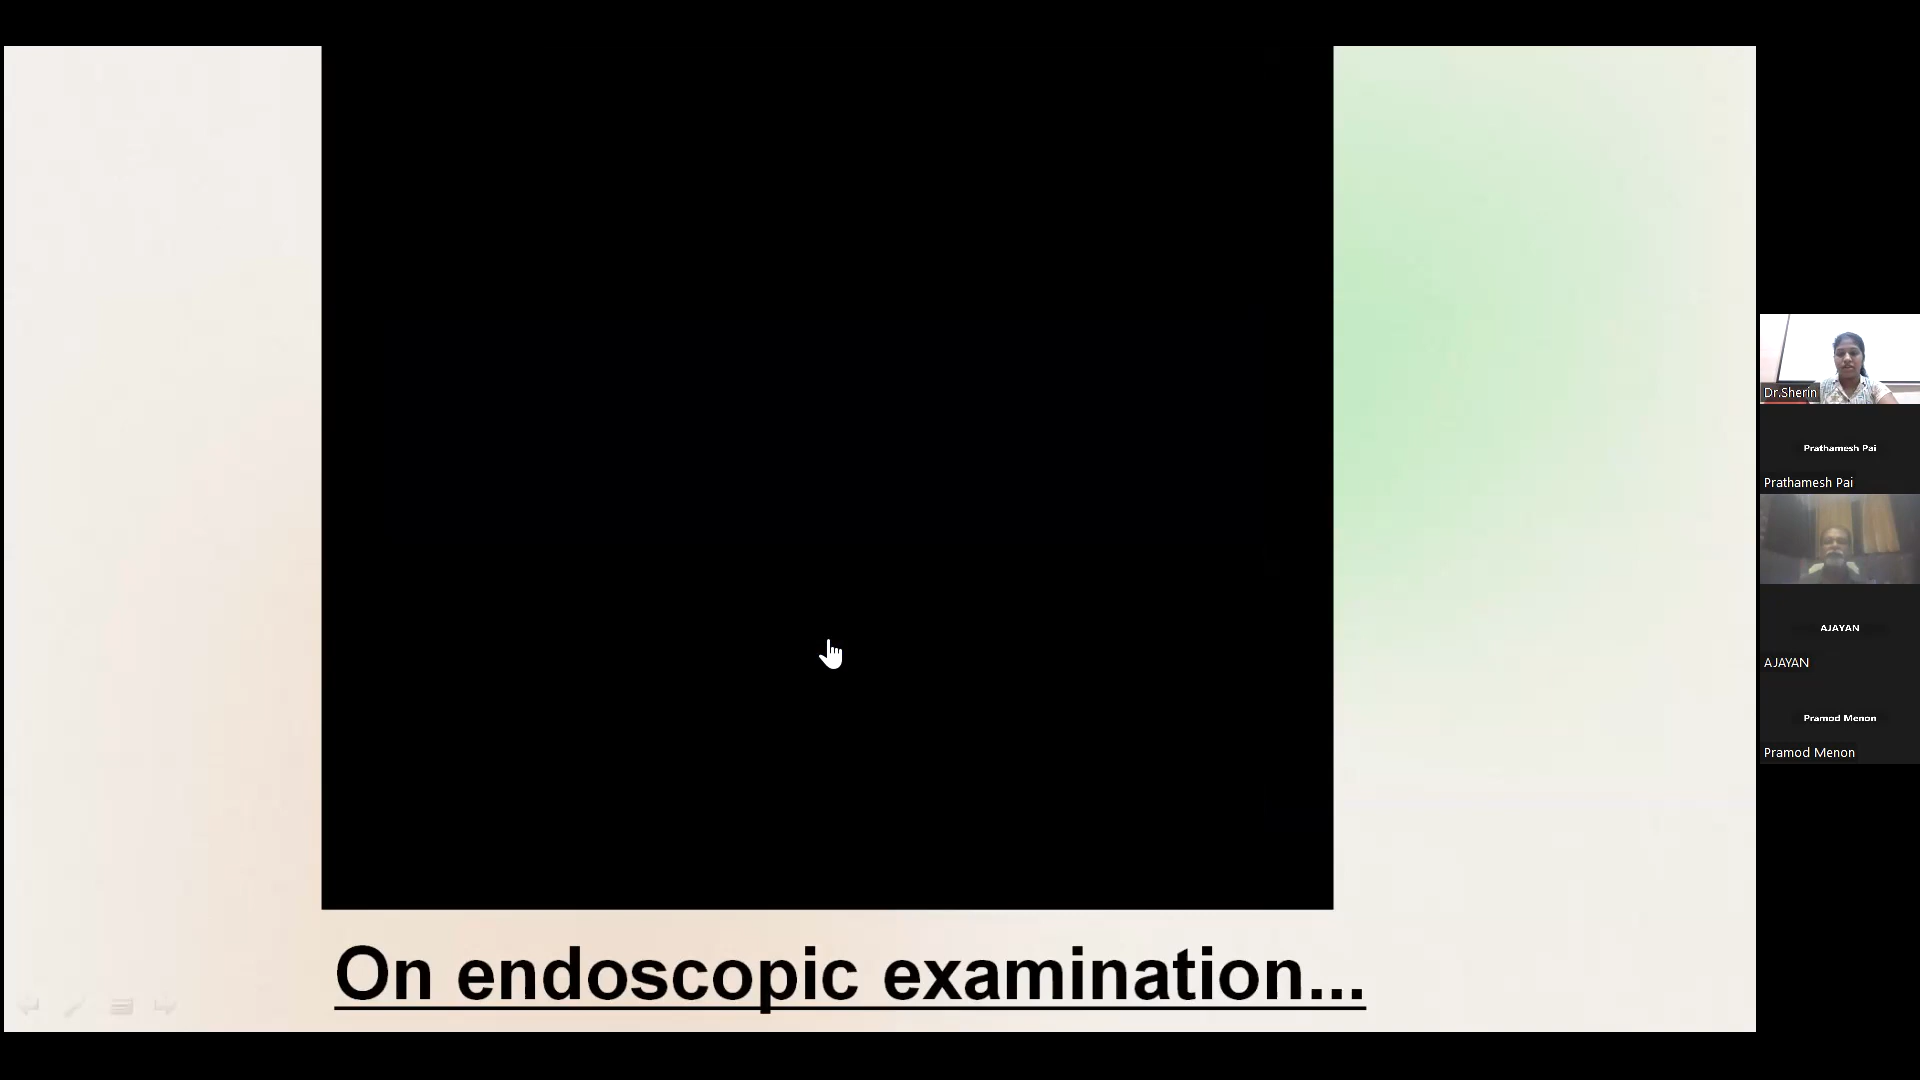 On endoscopic examination...
Dr.Sherin
Prathamesh Pai
Prathamesh Pai
AJAYAN
AJAYAN
Pramod Menon
Pramod Menon